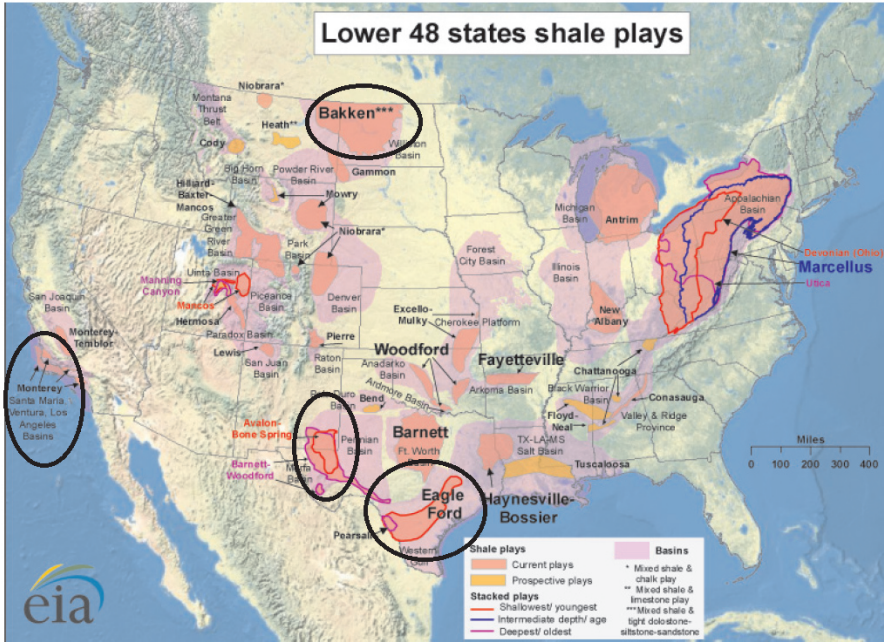 Lower 48 states shale plays
Niobrara*
Montana
Thrust
Belt
Bakken***
Heath**
Cody
Williston
Basin
Big Horn
Basin
Powder River
Basin
Gammon
Hilliard-
Baxter-
Mancos
Mowry
Greater
Green
River
Basin
Niobrara*
Park
Basin
Michigan
Basin
Antrim
Appalachian
Basin
Devonian (Ohio)
Marcellus
Utica
Forest
City Basin
Illinois
Basin
Uinta Basin
Manning
Canyon
Mancos
Piceance
Basin
Denver
Basin
San Joaquin
Basin
Hermosa
Excello-
Mulky
Cherokee Platform
New
Albany
Monterey-
Temblor
Paradox Basin
Pierre
Lewis
San Juan
Basin
Raton
Basin
Woodford
Anadarko
Basin
Fayetteville
Chattanooga
Monterey
Santa Maria,
Ventura, Los
Angeles
Basins
Palo Duro
Basin
Bend
Ardmore Basin
Arkoma Basin
Black Warrior
Basin
Conasauga
Floyd-
Neal
Valley & Ridge
Province
Avalon-
Bone Spring
Permian
Basin
Barnett
Ft. Worth
Basin
TX-LA-MS
Salt Basin
Tuscaloosa
Barnett-
Woodford
Marfa
Basin
Eagle
Ford
Haynesville-
Bossier
Pearsall
Western
Gulf
Miles
0 100 200 300 400
Shale plays
Current plays
Prospective plays
Stacked plays
Shallowest/ youngest
Intermediate depth/ age
Deepest/ oldest
Basins
* Mixed shale &
chalk play
** Mixed shale &
limestone play
***Mixed shale &
tight dolostone-
siltstone-sandstone
eia